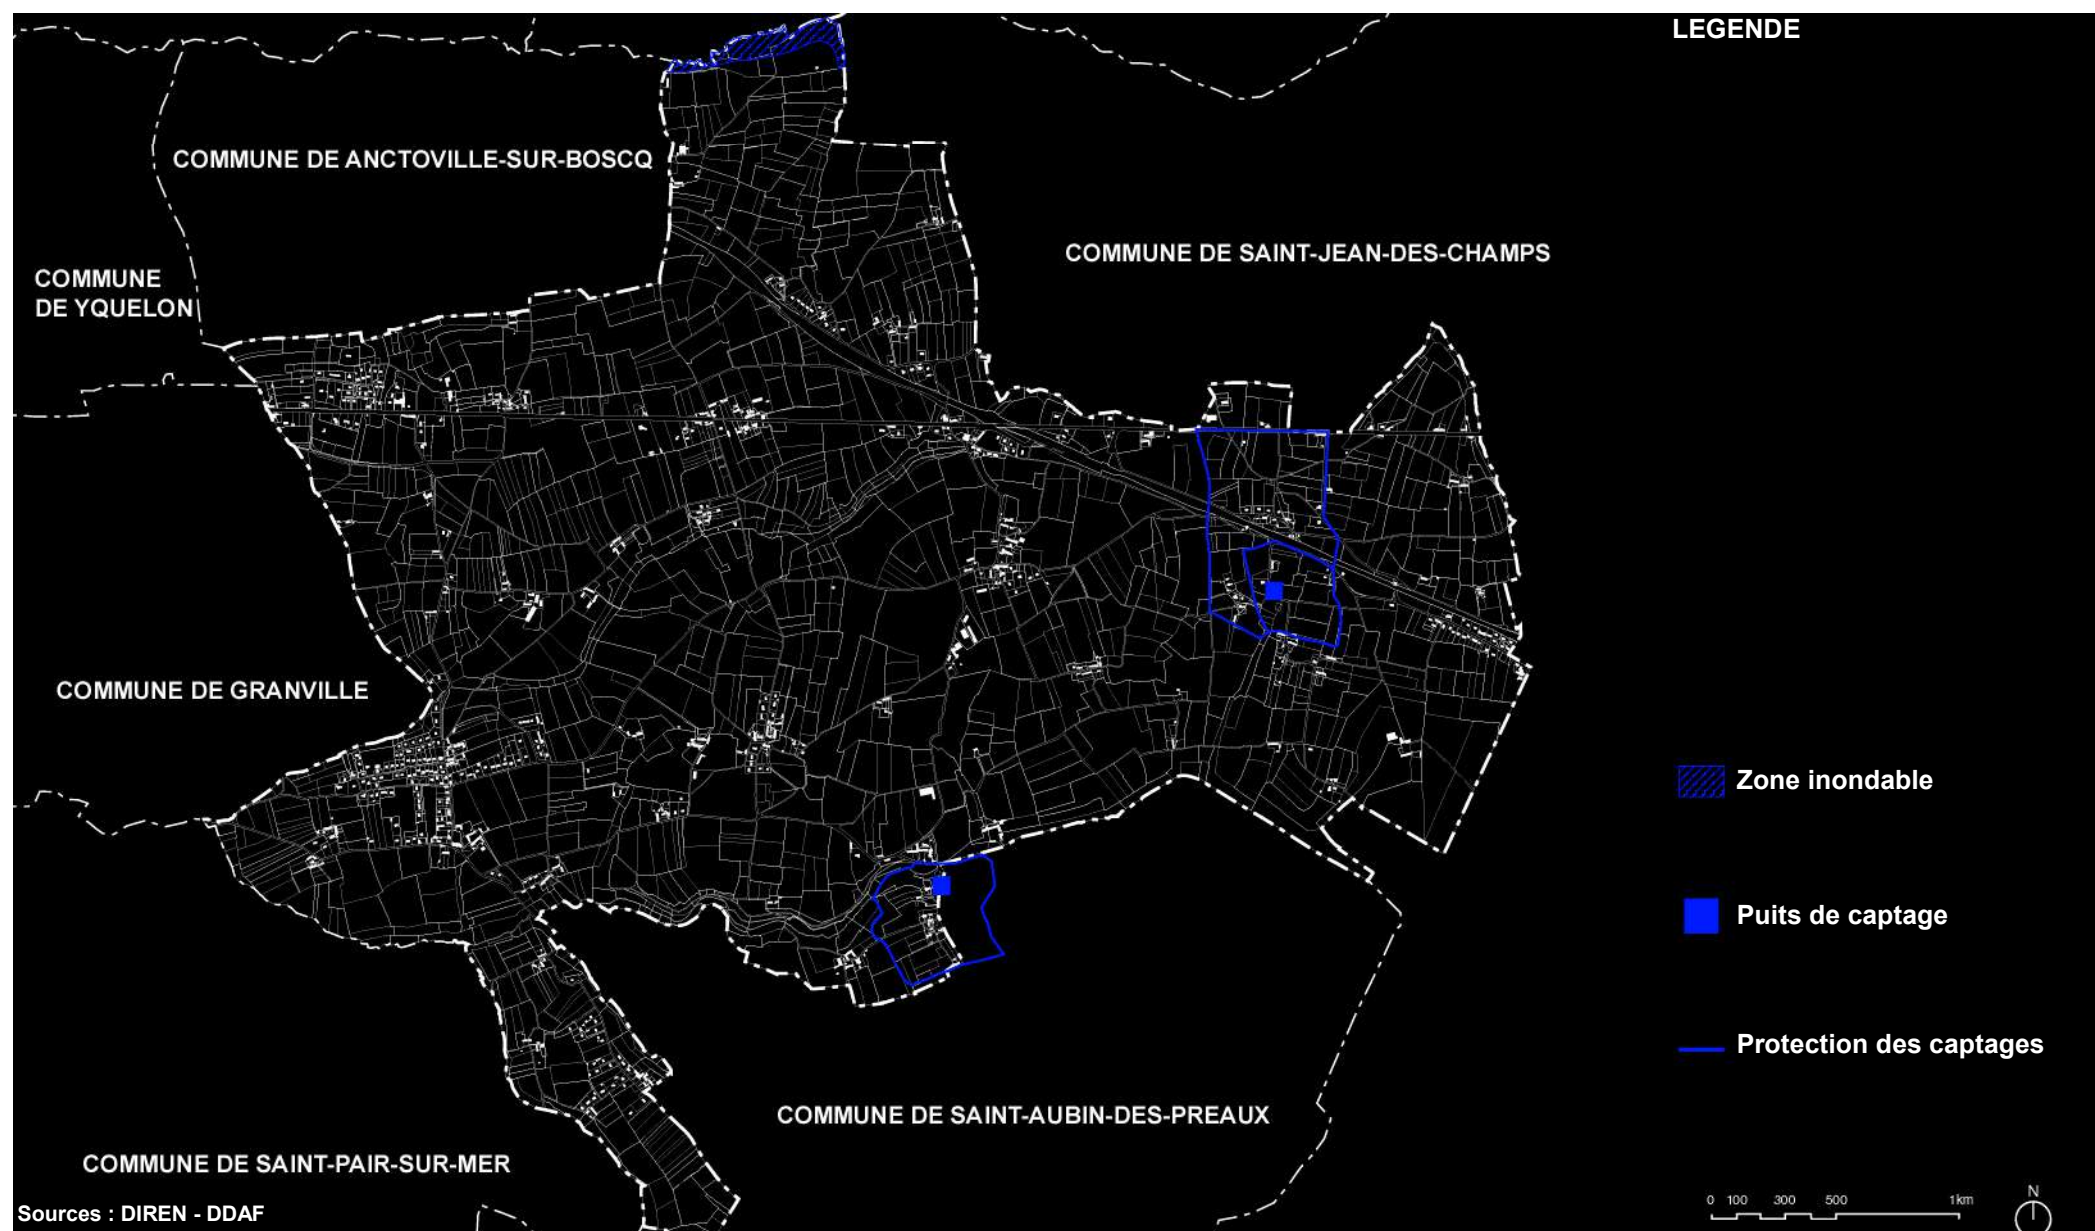 LEGENDE
COMMUNE DE ANCTOVILLE-SUR-BOSCQ
COMMUNE DE SAINT-JEAN-DES-CHAMPS
COMMUNE
DE YQUELON
COMMUNE DE GRANVILLE
Zone inondable
Puits de captage
Protection des captages
COMMUNE DE SAINT-AUBIN-DES-PREAUX
COMMUNE DE SAINT-PAIR-SUR-MER
Sources : DIREN - DDAF
0 100 300 500 1km
N